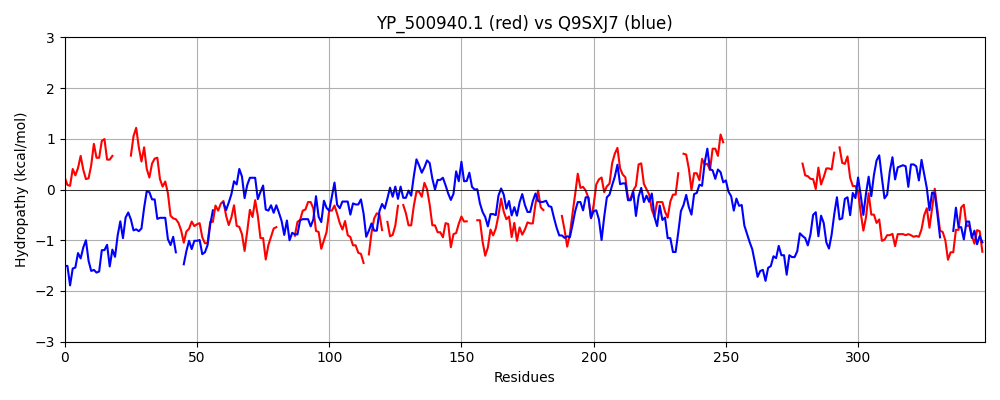 YP_500940.1 (red) vs Q9SXJ7 (blue)
Hydropathy (kcal/mol)
3
2
1
0
−1
−2
−3
0 50 100 150 200 250 300
Residues